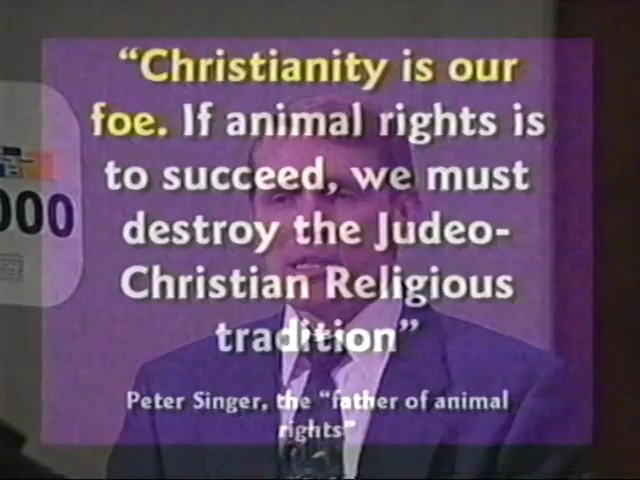 “Christianity is our
foe. If animal rights is
to succeed, we must
destroy the Judeo-
Christian Religious
tradition”
Peter Singer, the “father of animal
rights”
000